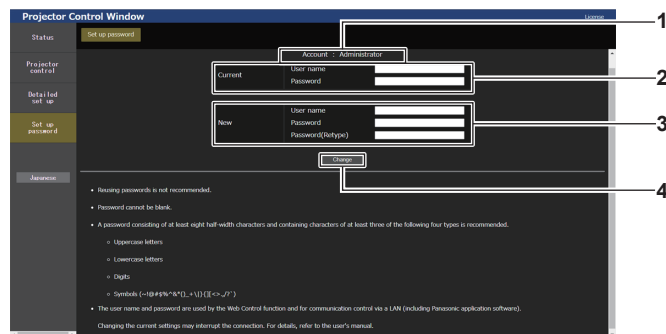 Projector Control Window
License
1
Status
Set up password
Account : Administrator
Projector
control
Current
User name
Password
2
Detailed
set up
New
User name
Password
Password(Retype)
3
Set up
password
Change
4
Japanese
• Reusing passwords is not recommended.
• Password cannot be blank.
• A password consisting of at least eight half-width characters and containing characters of at least three of the following four types is recommended.
Uppercase letters
Lowercase letters
Digits
• The user name and password are used by the Web Control function and for communication control via a LAN (including Panasonic application software).
Changing the current settings may interrupt the connection. For details, refer to the user's manual.